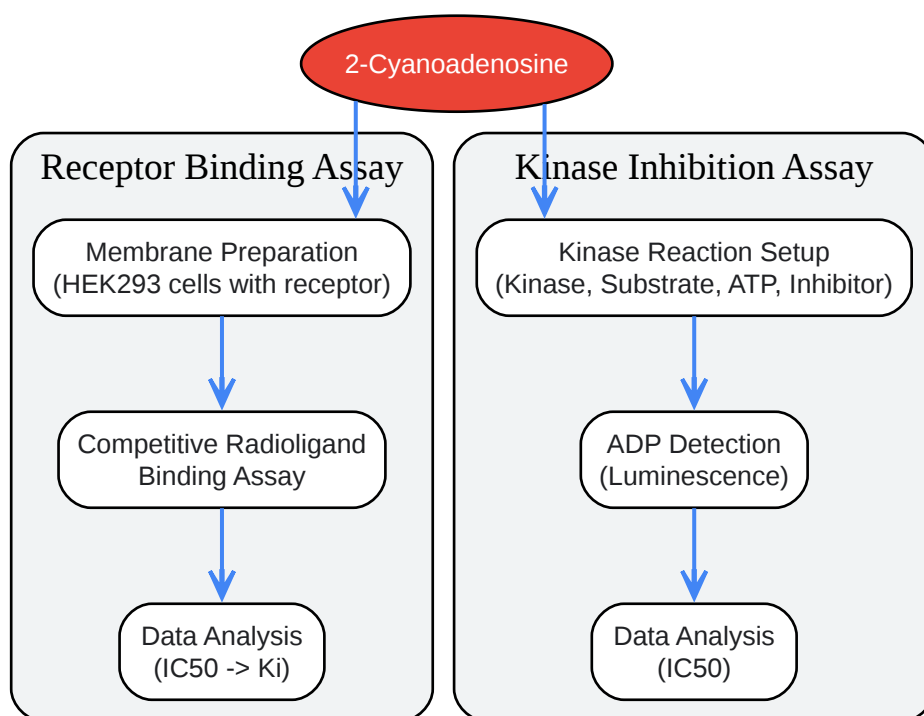 2-Cyanoadenosine
Receptor Binding Assay
Membrane Preparation
(HEK293 cells with receptor)
Competitive Radioligand
Binding Assay
Data Analysis
(IC50 -> Ki)
Kinase Inhibition Assay
Kinase Reaction Setup
(Kinase, Substrate, ATP, Inhibitor)
ADP Detection
(Luminescence)
Data Analysis
(IC50)